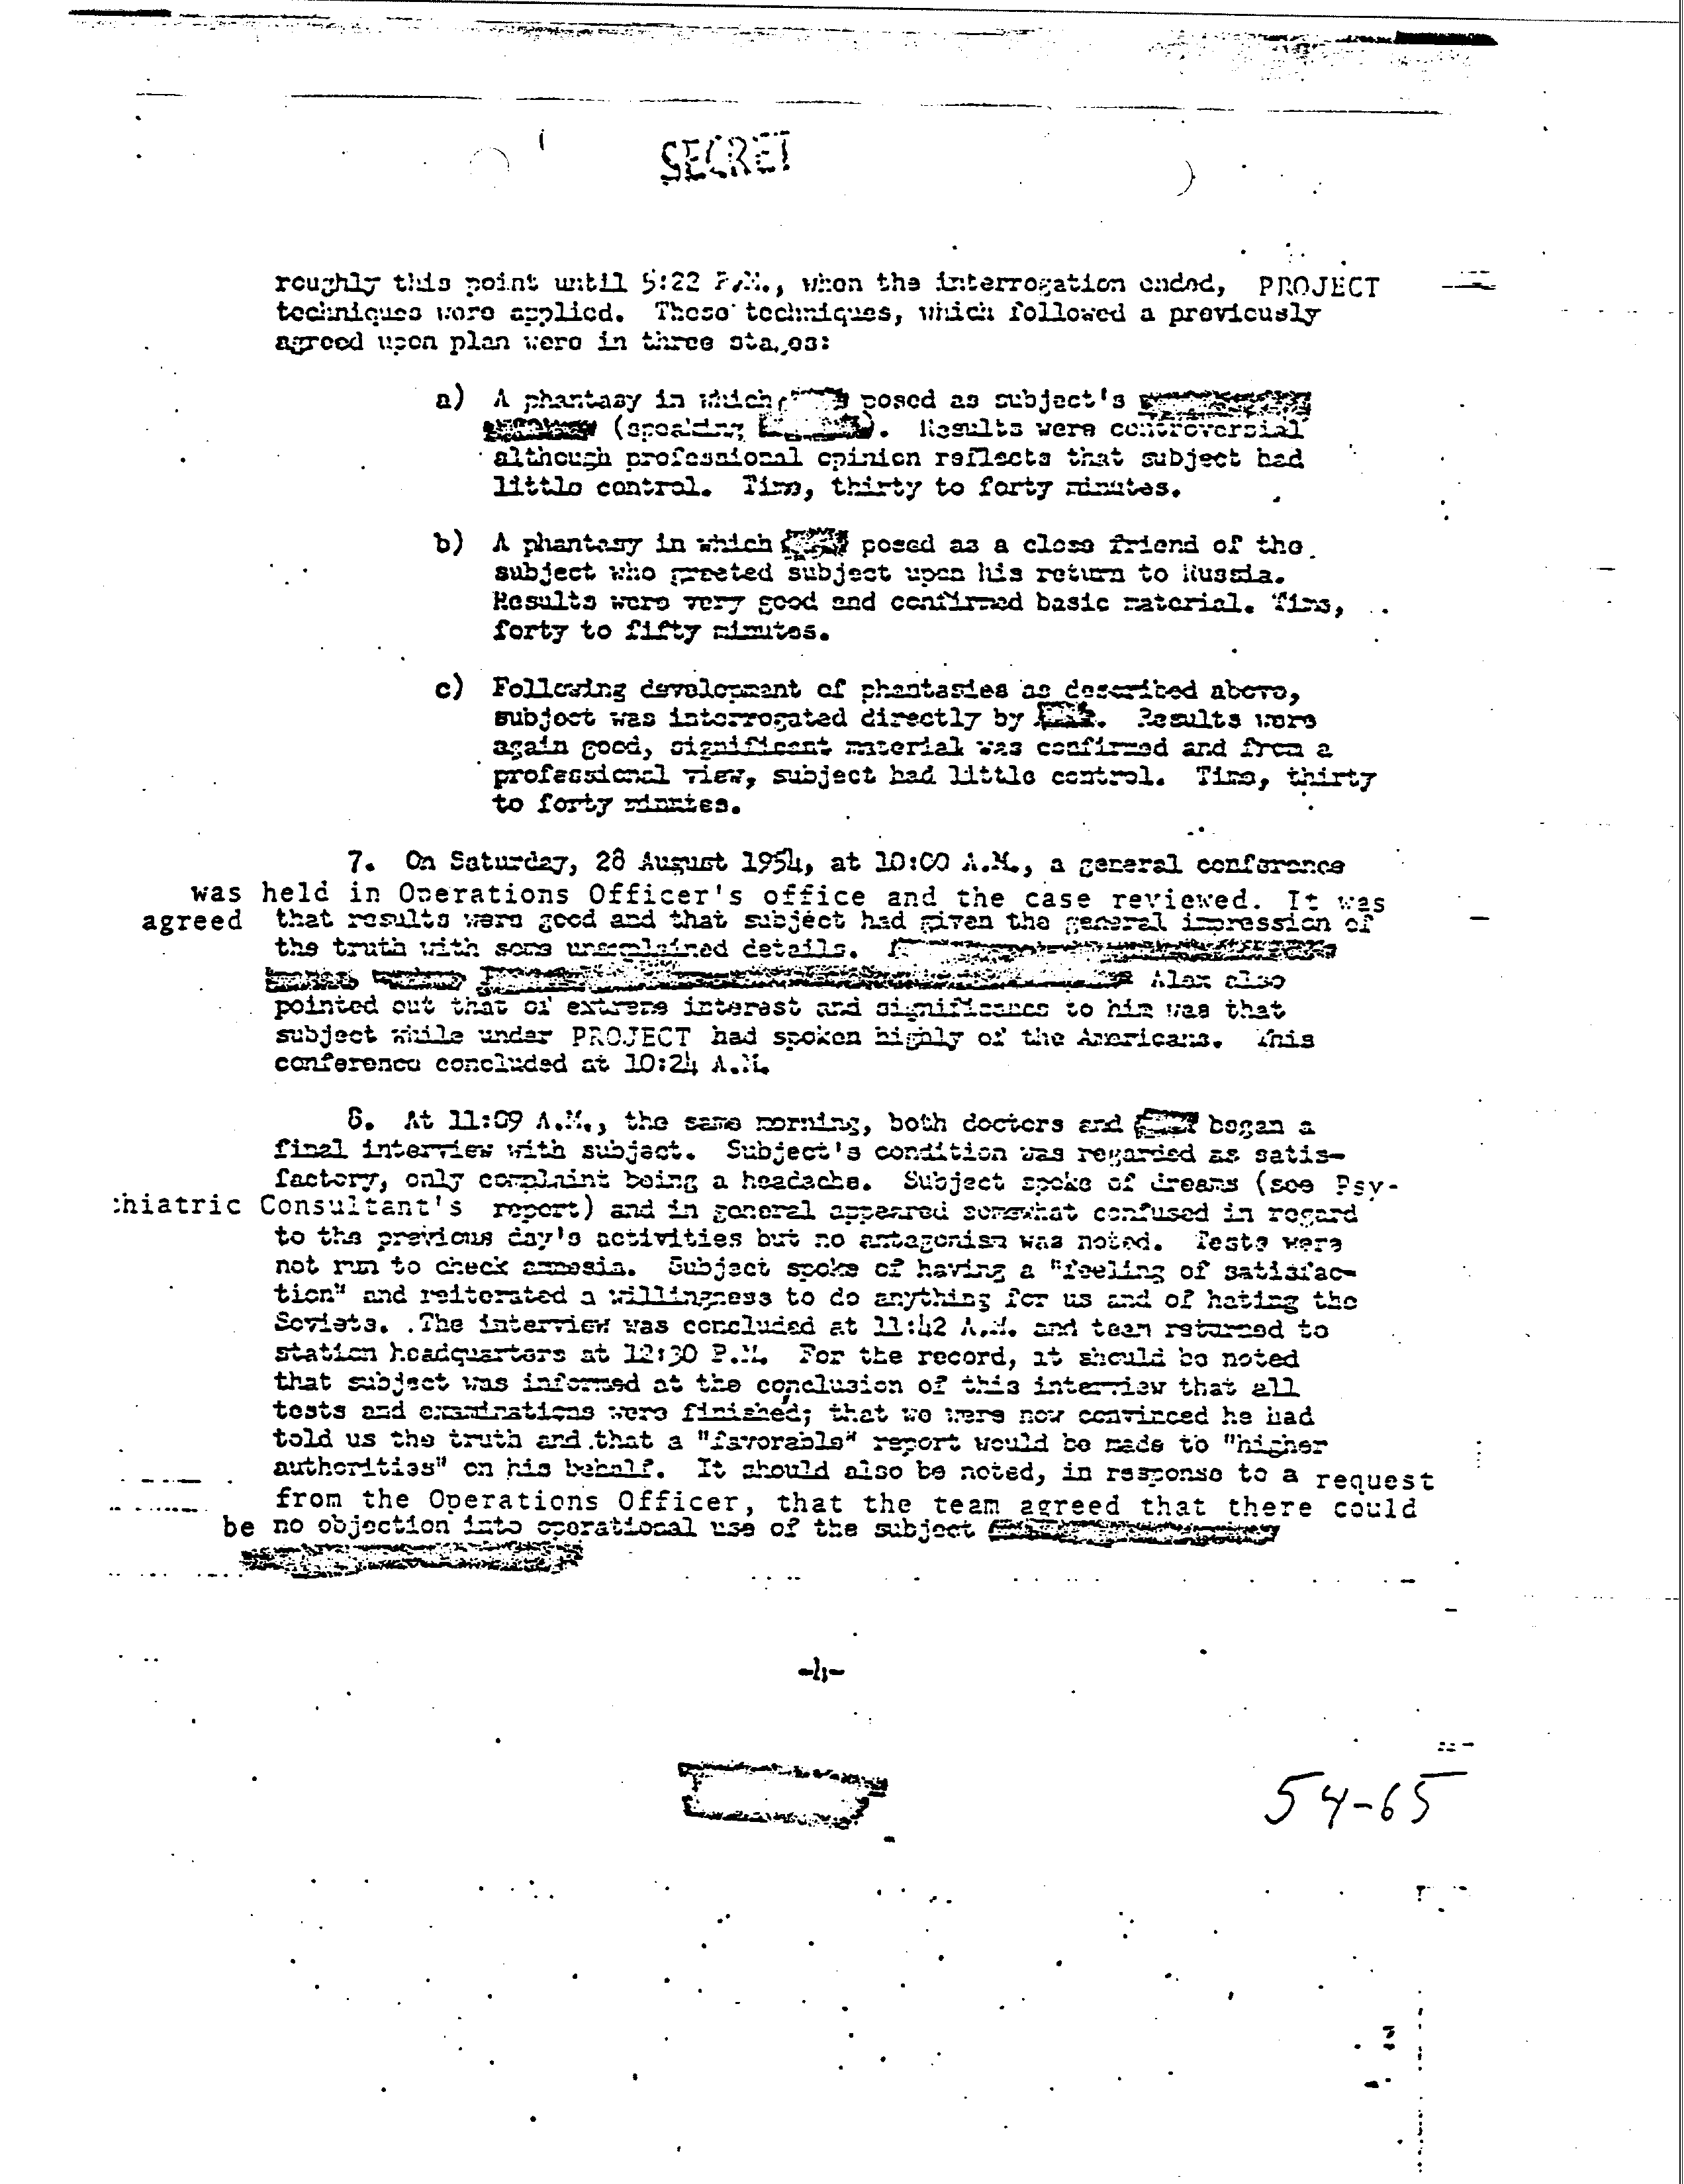 SECRET
roughly this point until 5:22 P.M., when the interrogation ended, PROJECT
techniques were applied. These techniques, which followed a previously
agreed upon plan were in three stages:
a) A phantasy in which posed as subject's
(speaking ). Results were controversial
although professional opinion reflects that subject had
little control. Time, thirty to forty minutes.
b) A phantasy in which posed as a close friend of the
subject who greeted subject upon his return to Russia.
Results were very good and confirmed basic material. Time,
forty to fifty minutes.
c) Following development of phantasies as described above,
subject was interrogated directly by . Results were
again good, significant material was confirmed and from a
professional view, subject had little control. Time, thirty
to forty minutes.
7. On Saturday, 28 August 1954, at 10:00 A.M., a general conference
was held in Operations Officer's office and the case reviewed. It was
agreed that results were good and that subject had given the general impression of
the truth with some unexplained details.
Alex also
pointed out that of extreme interest and significance to him was that
subject while under PROJECT had spoken highly of the Americans. This
conference concluded at 10:24 A.M.
8. At 11:09 A.M., the same morning, both doctors and began a
final interview with subject. Subject's condition was regarded as satis-
factory, only complaint being a headache. Subject spoke of dreams (see Psy-
chiatric Consultant's report) and in general appeared somewhat confused in regard
to the previous day's activities but no antagonism was noted. Tests were
not run to check amnesia. Subject spoke of having a "feeling of satisfac-
tion" and reiterated a willingness to do anything for us and of hating the
Soviets. The interview was concluded at 11:42 A.M. and team returned to
station headquarters at 12:30 P.M. For the record, it should be noted
that subject was informed at the conclusion of this interview that all
tests and examinations were finished; that we were now convinced he had
told us the truth and that a "favorable" report would be made to "higher
authorities" on his behalf. It should also be noted, in response to a request
from the Operations Officer, that the team agreed that there could
be no objection into operational use of the subject
-4-
54-65